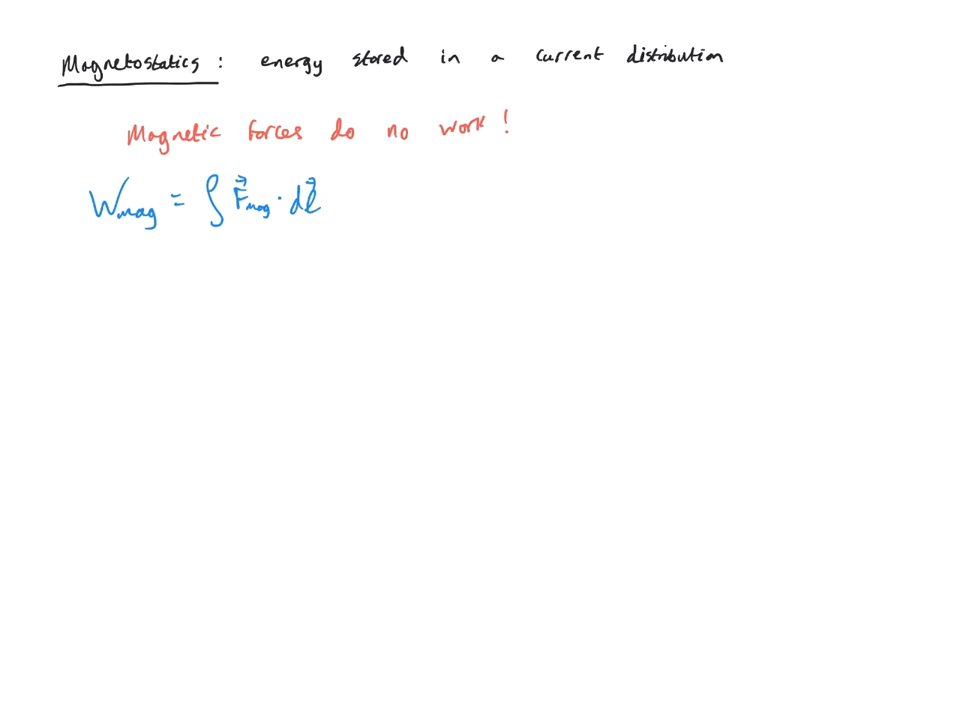 Magnetostatics : energy stored in a current distribution
Magnetic forces do no work !
W_mag = ∫ F⃗_mag · dℓ⃗